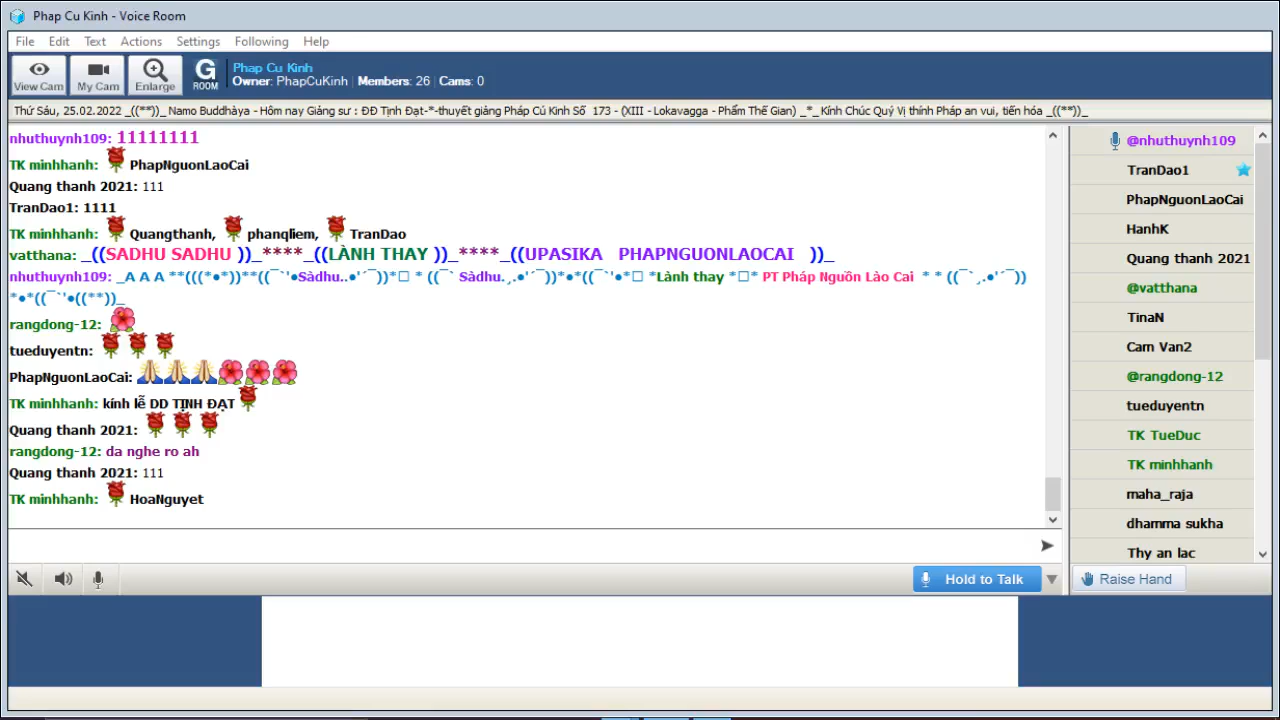 Phap Cu Kinh - Voice Room
File Edit Text Actions Settings Following Help
View Cam My Cam Enlarge G ROOM
Phap Cu Kinh
Owner: PhapCuKinh | Members: 26 | Cams: 0
Thứ Sáu, 25.02.2022 _((**))_ Namo Buddhàya - Hôm nay Giảng sư : ĐĐ Tịnh Đạt-*-thuyết giảng Pháp Cú Kinh Số 173 - (XIII - Lokavagga - Phẩm Thế Gian) _*_ Kính Chúc Quý Vị thính Pháp an vui, tiến hóa _((**))_
nhuthuynh109: 11111111
TK minhhanh: 🌹 PhapNguonLaoCai
Quang thanh 2021: 111
TranDao1: 1111
TK minhhanh: 🌹 Quangthanh, 🌹 phanqliem, 🌹 TranDao
vatthana: _((SADHU SADHU ))_****_((LÀNH THAY ))_****_((UPASIKA PHAPNGUONLAOCAI ))_
nhuthuynh109: _A A A **(((*●*))**((¯`'●Sàdhu..●'´¯))*□ * ((¯` Sàdhu.¸.●'´¯))*●*((¯`'●*□ *Lành thay *□* PT Pháp Nguồn Lào Cai * * ((¯`¸.●'´¯))
*●*((¯`'●((**))_
rangdong-12: 🌺
tueduyentn: 🌹🌹🌹
PhapNguonLaoCai: 🙏🙏🙏🌺🌺🌺
TK minhhanh: kính lễ DD TỊNH ĐẠT 🌹
Quang thanh 2021: 🌹🌹🌹
rangdong-12: da nghe ro ah
Quang thanh 2021: 111
TK minhhanh: 🌹 HoaNguyet
@nhuthuynh109
TranDao1
PhapNguonLaoCai
HanhK
Quang thanh 2021
@vatthana
TinaN
Cam Van2
@rangdong-12
tueduyentn
TK TueDuc
TK minhhanh
maha_raja
dhamma sukha
Thy an lac
Hold to Talk
Raise Hand